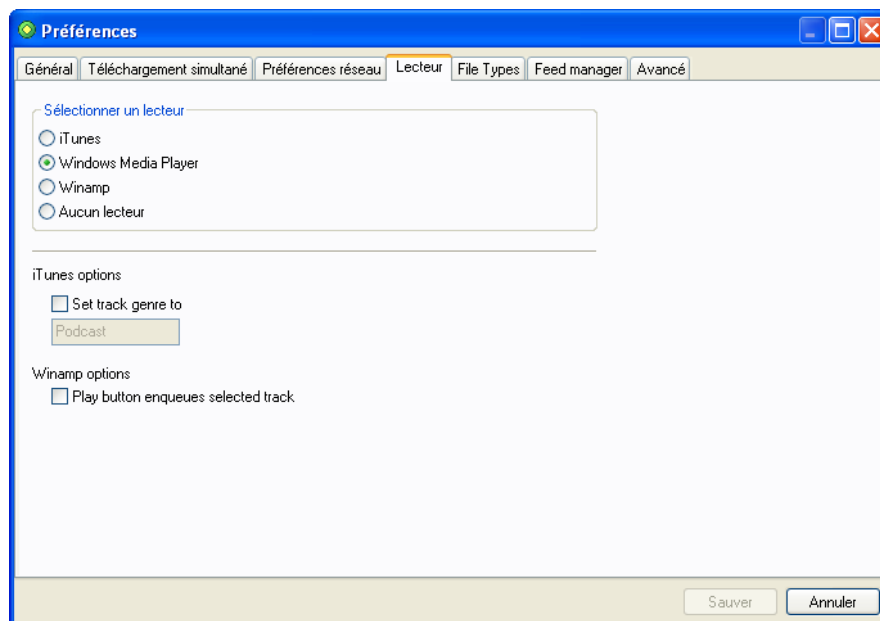 Préférences
Général Téléchargement simultané Préférences réseau Lecteur File Types Feed manager Avancé
Sélectionner un lecteur
iTunes
Windows Media Player
Winamp
Aucun lecteur
iTunes options
Set track genre to
Podcast
Winamp options
Play button enqueues selected track
Sauver Annuler